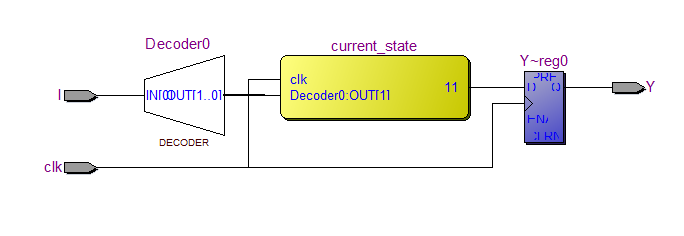 Decoder0
current_state
Y~reg0
I
IN[0]
OUT[1..0]
DECODER
clk
Decoder0:OUT[1]
11
PRE
D
Q
ENA
CLRN
Y
clk